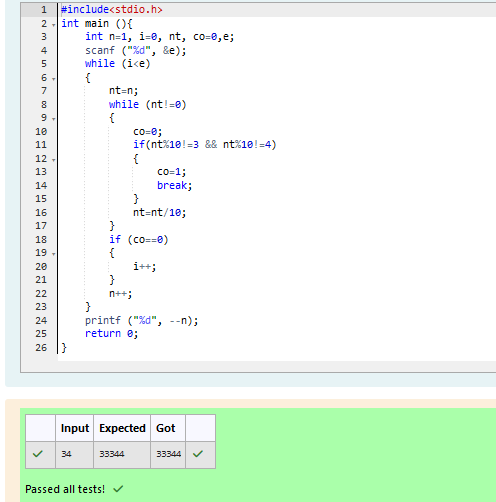 1 #include<stdio.h>
2 int main (){
3 int n=1, i=0, nt, co=0,e;
4 scanf ("%d", &e);
5 while (i<e)
6 {
7 nt=n;
8 while (nt!=0)
9 {
10 co=0;
11 if(nt%10!=3 && nt%10!=4)
12 {
13 co=1;
14 break;
15 }
16 nt=nt/10;
17 }
18 if (co==0)
19 {
20 i++;
21 }
22 n++;
23 }
24 printf ("%d", --n);
25 return 0;
26 }
Input Expected Got
34 33344 33344
Passed all tests!